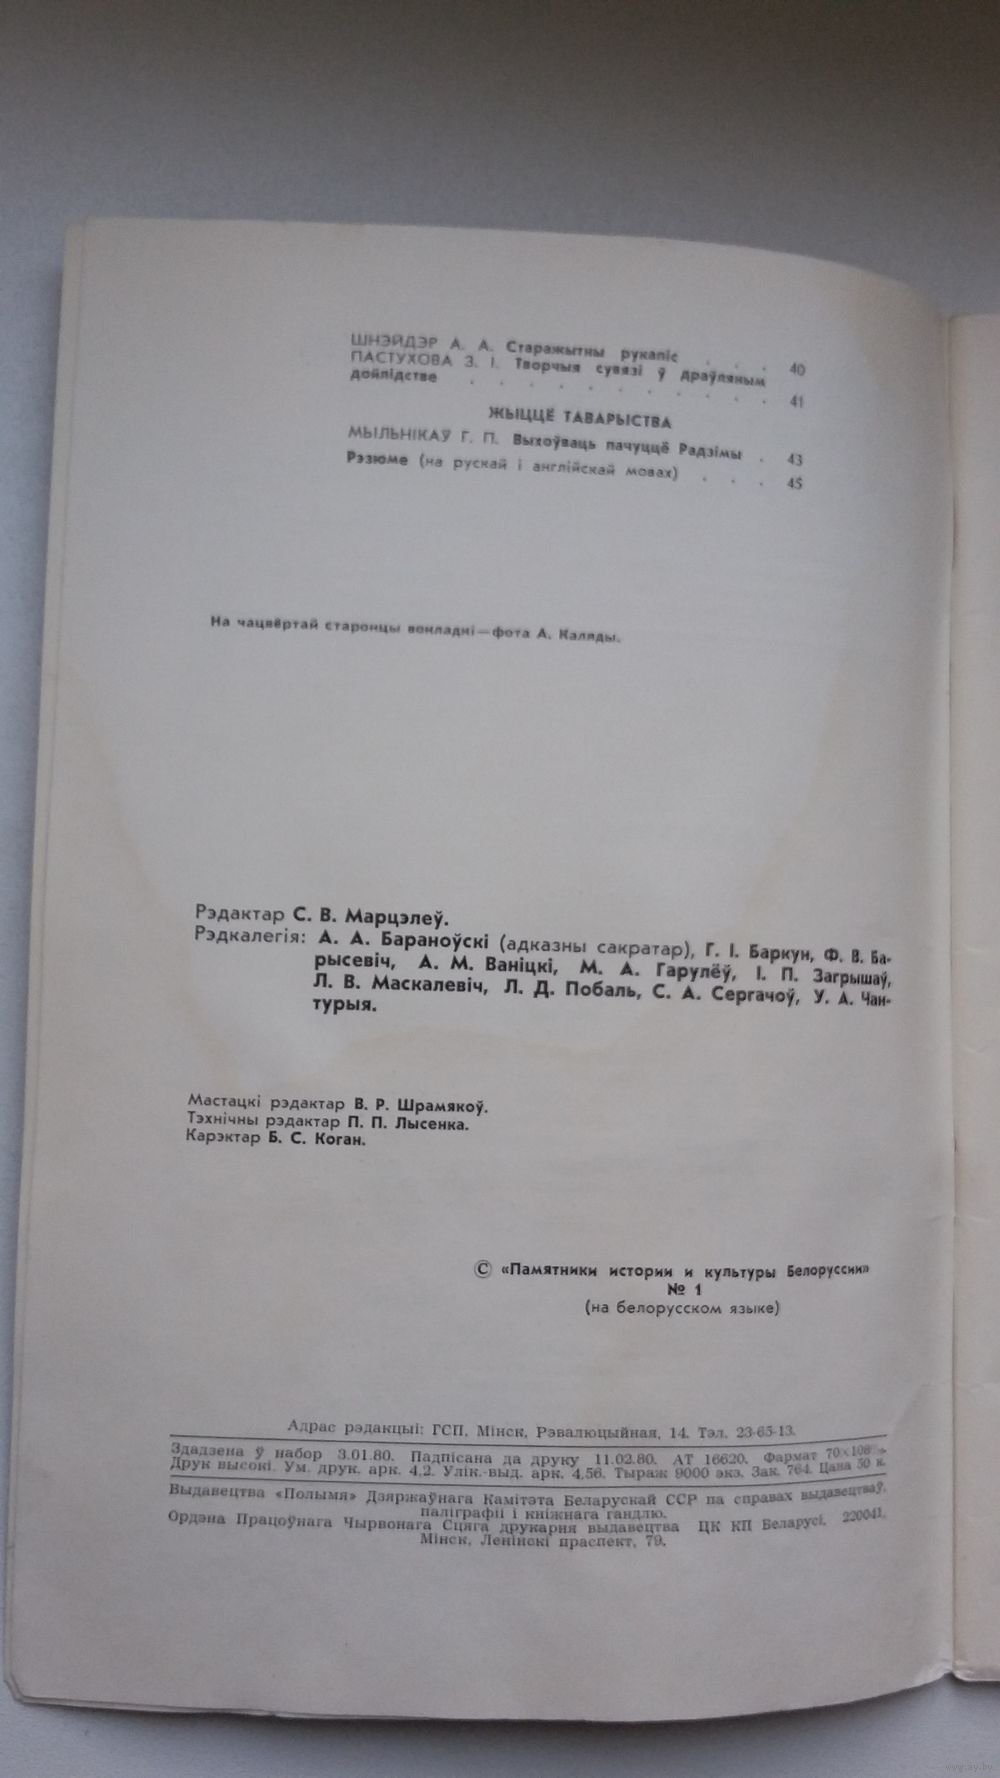 ШНЭЙДЭР А. А. Старажытны рукапіс . . . 40
ПАСТУХОВА З. І. Творчыя сувязі ў драўляным
дойлідстве . . . . . . . . . . 41
ЖЫЦЦЁ ТАВАРЫСТВА
МЫЛЬНІКАЎ Г. П. Выхоўваць пачуццё Радзімы . 43
Рэзюме (на рускай і англійскай мовах) . . . 45
На чацвёртай старонцы вокладкі — фота А. Каляды.
Рэдактар С. В. Марцэлеў.
Рэдкалегія: А. А. Бараноўскі (адказны сакратар), Г. І. Баркун, Ф. В. Ба-
рысевіч, А. М. Ваніцкі, М. А. Гарулёў, І. П. Загрышаў,
Л. В. Маскалевіч, Л. Д. Побаль, С. А. Сергачоў, У. А. Чан-
турыя.
Мастацкі рэдактар В. Р. Шрамякоў.
Тэхнічны рэдактар П. П. Лысенка.
Карэктар Б. С. Коган.
© «Памятники истории и культуры Белоруссии»
№ 1
(на белорусском языке)
Адрас рэдакцыі: ГСП, Мінск, Рэвалюцыйная, 14. Тэл. 23-65-13.
Здадзена ў набор 3.01.80. Падпісана да друку 11.02.80. АТ 16620. Фармат 70×108
Друк высокі. Ум. друк. арк. 4,2. Улік.-выд. арк. 4,56. Тыраж 9000 экз. Зак. 764. Цана 50 к.
Выдавецтва «Полымя» Дзяржаўнага Камітэта Беларускай ССР па справах выдавецтваў,
паліграфіі і кніжнага гандлю.
Ордэна Працоўнага Чырвонага Сцяга друкарня выдавецтва ЦК КП Беларусі. 220041,
Мінск, Ленінскі праспект, 79.